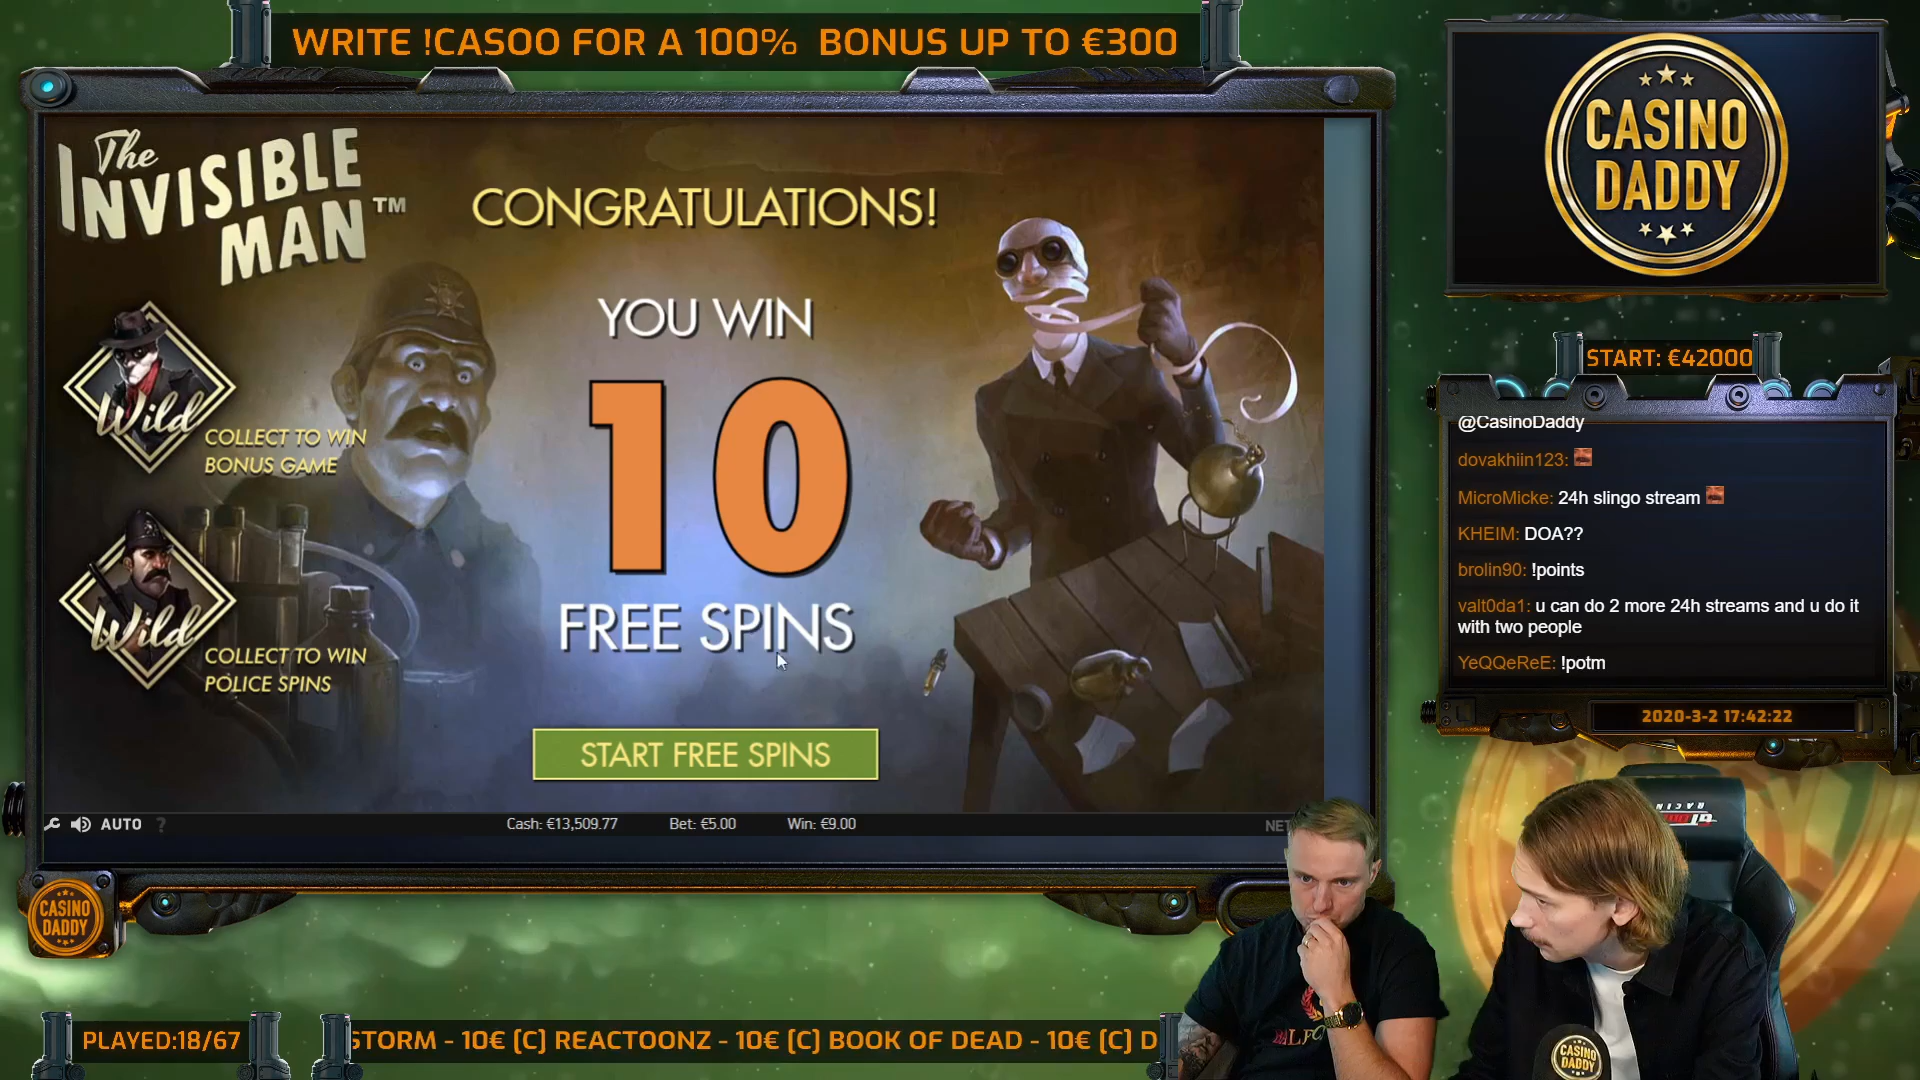 WRITE !CASOO FOR A 100% BONUS UP TO €300
The
INVISIBLE
MAN™
CONGRATULATIONS!
YOU WIN
10
FREE SPINS
START FREE SPINS
Wild
COLLECT TO WIN
BONUS GAME
Wild
COLLECT TO WIN
POLICE SPINS
AUTO ?
Cash: €13,509.77
Bet: €5.00
Win: €9.00
NET
CASINO
DADDY
START: €42000
@CasinoDaddy
dovakhiin123:
MicroMicke: 24h slingo stream
KHEIM: DOA??
brolin90: !points
valt0da1: u can do 2 more 24h streams and u do it
with two people
YeQQeReE: !potm
2020-3-2 17:42:22
CASINO
DADDY
PLAYED:18/67
STORM - 10€ (C) REACTOONZ - 10€ (C) BOOK OF DEAD - 10€ (C) D
CASINO
DADDY